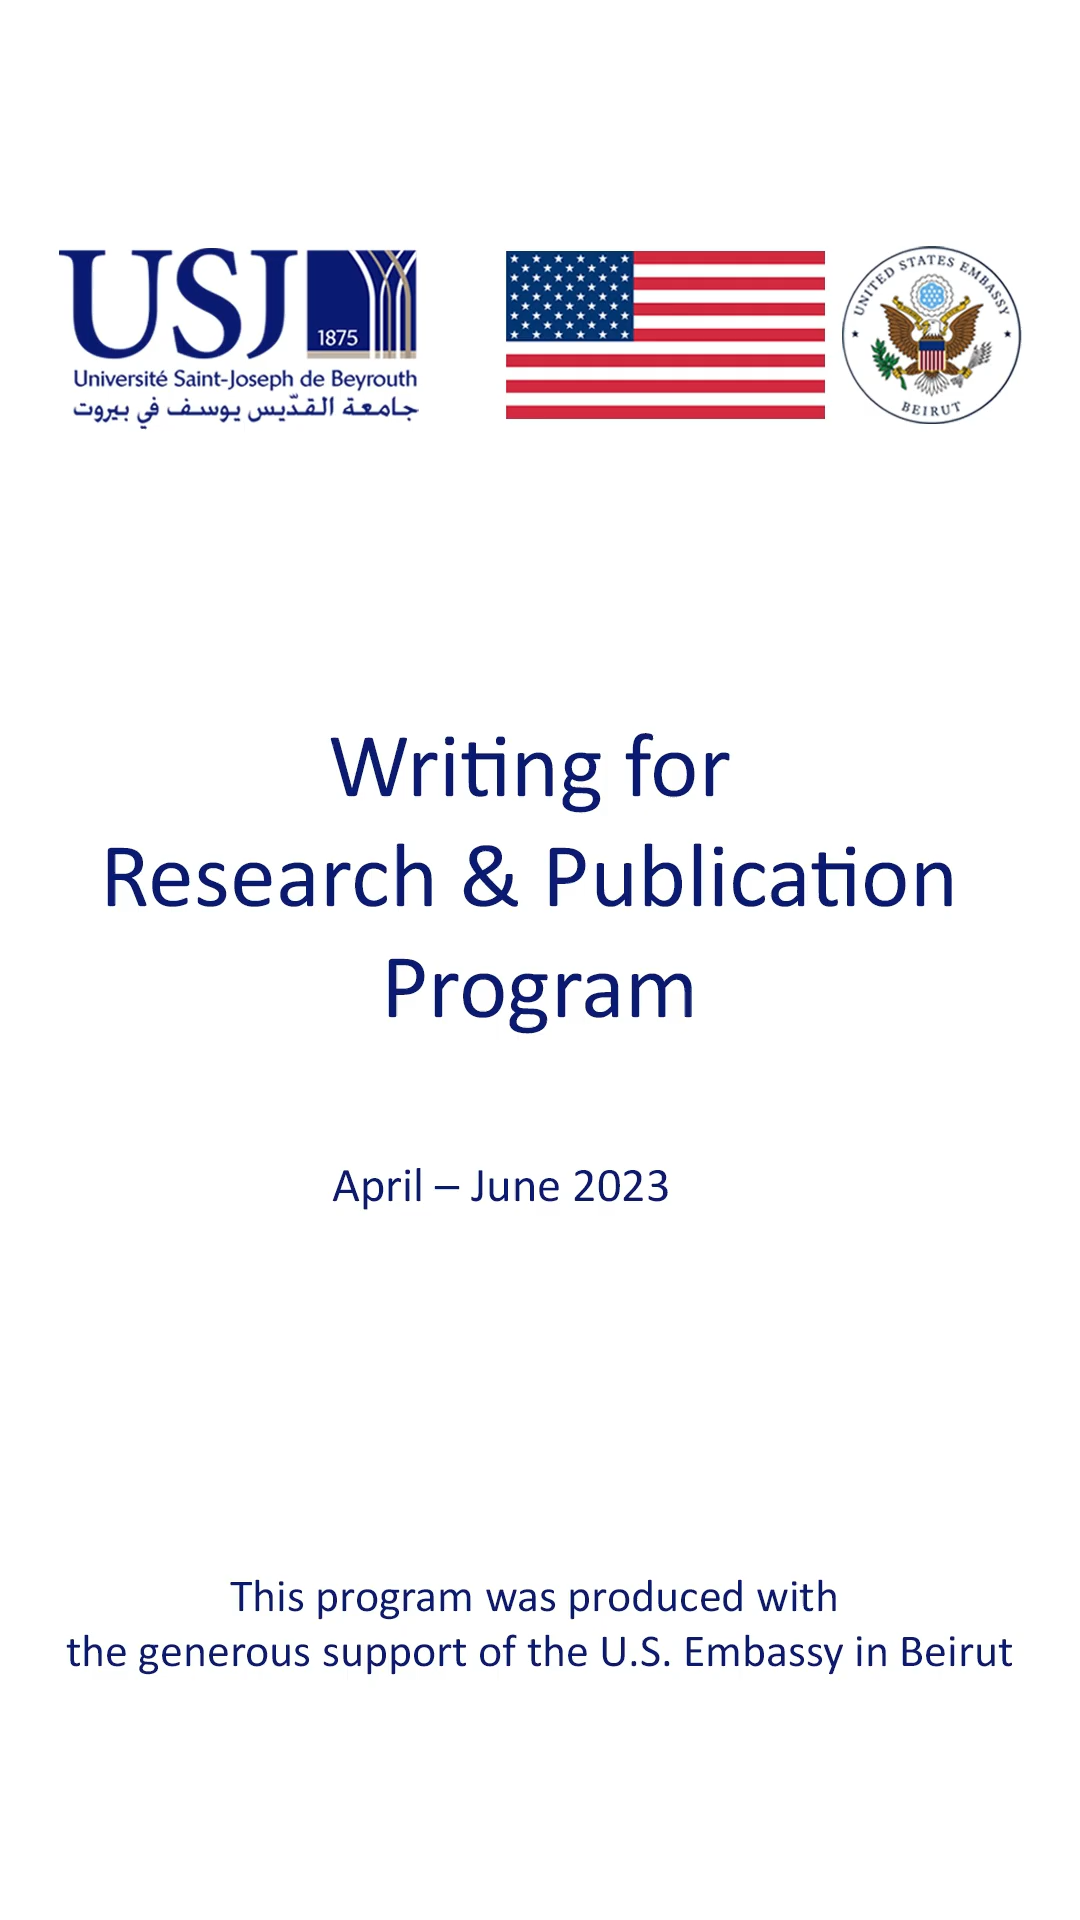 USJ
1875
Université Saint-Joseph de Beyrouth
جامعة القدّيس يوسف في بيروت
UNITED STATES EMBASSY
BEIRUT
Writing for
Research & Publication
Program
April – June 2023
This program was produced with
the generous support of the U.S. Embassy in Beirut